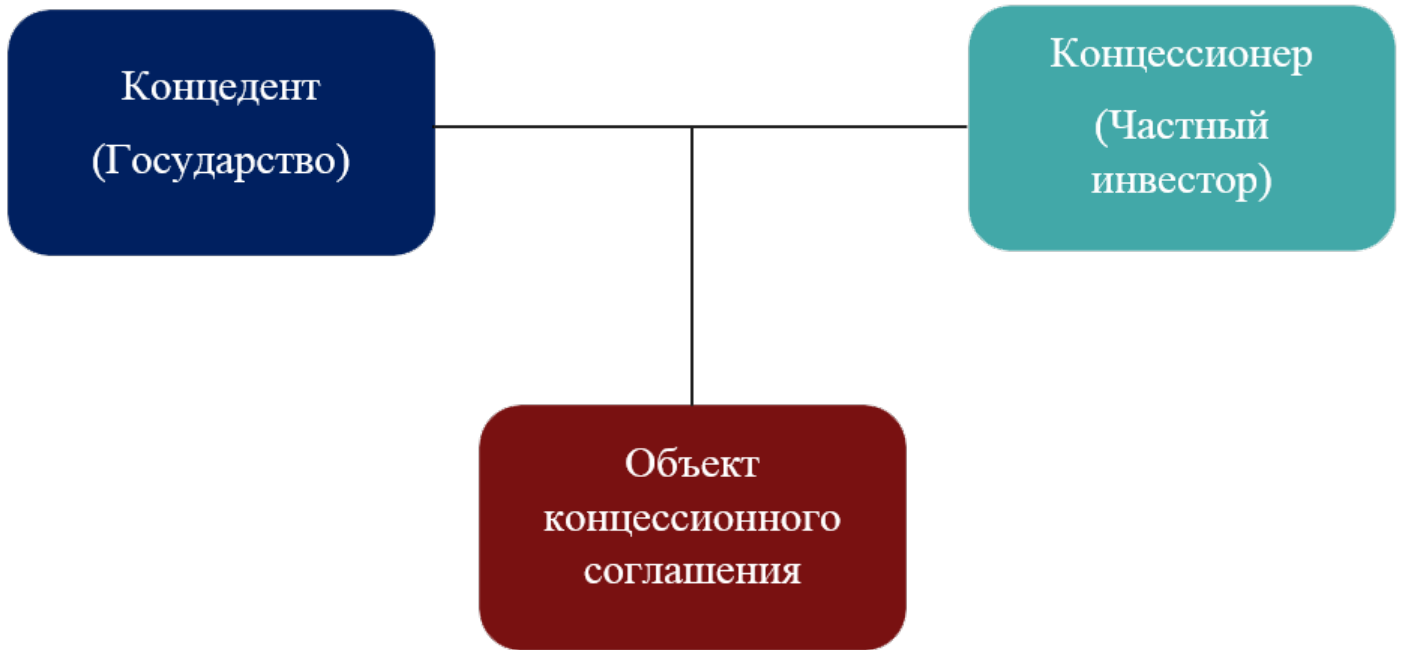 Концедент
(Государство)
Концессионер
(Частный
инвестор)
Объект
концессионного
соглашения